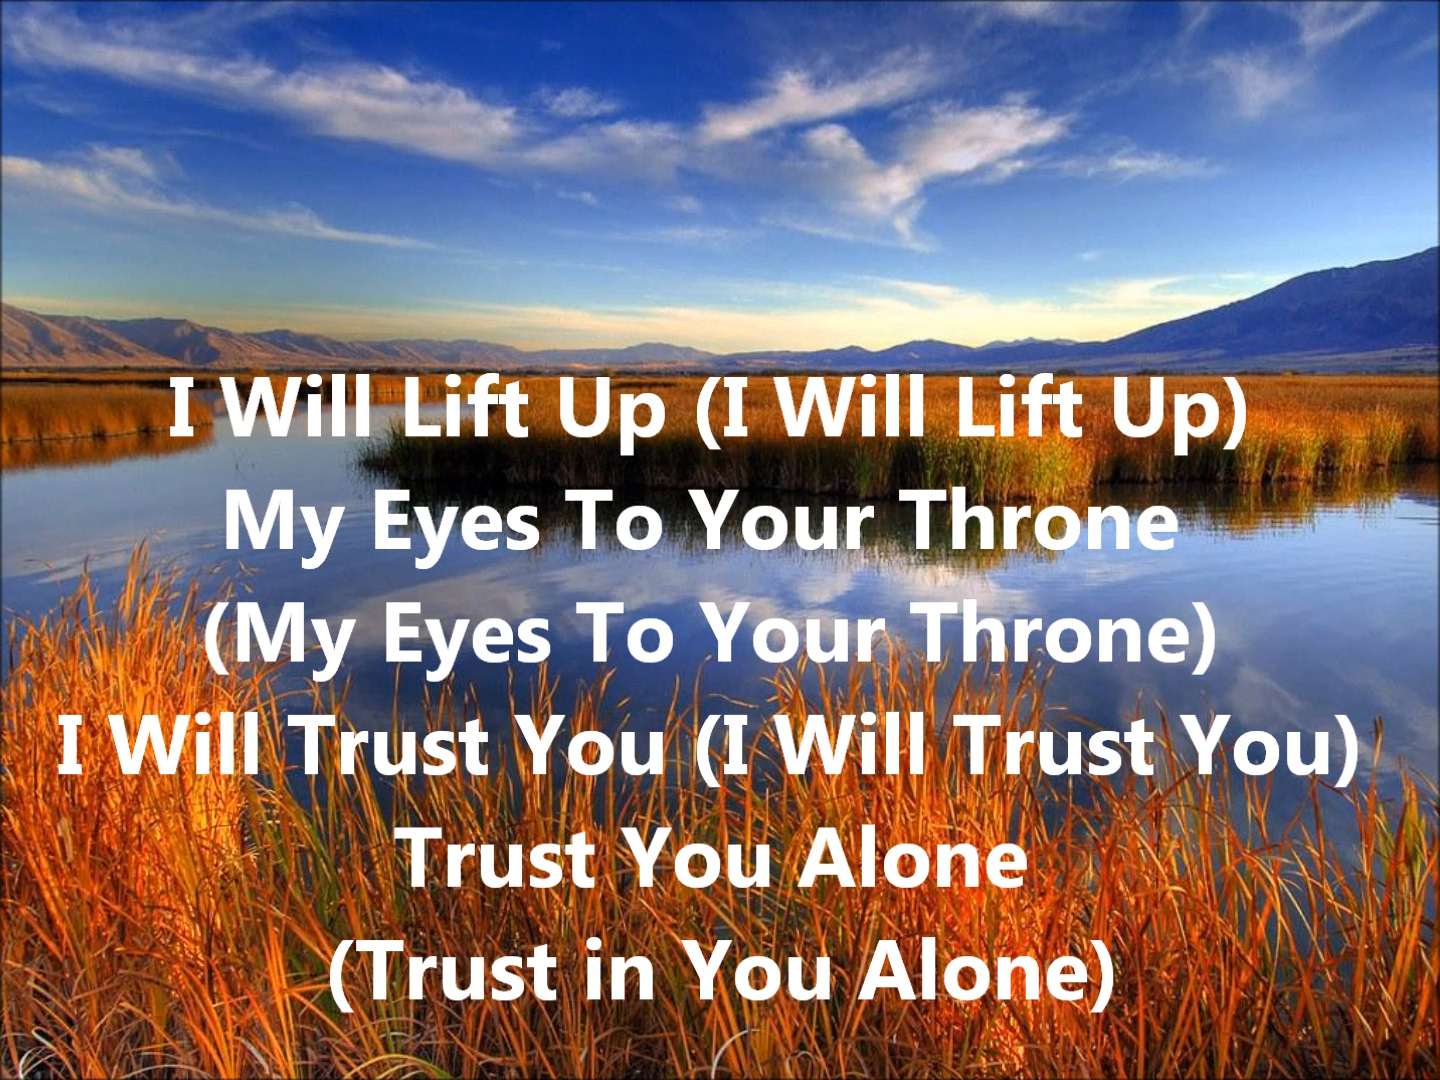 I Will Lift Up (I Will Lift Up)
My Eyes To Your Throne
(My Eyes To Your Throne)
I Will Trust You (I Will Trust You)
Trust You Alone
(Trust in You Alone)